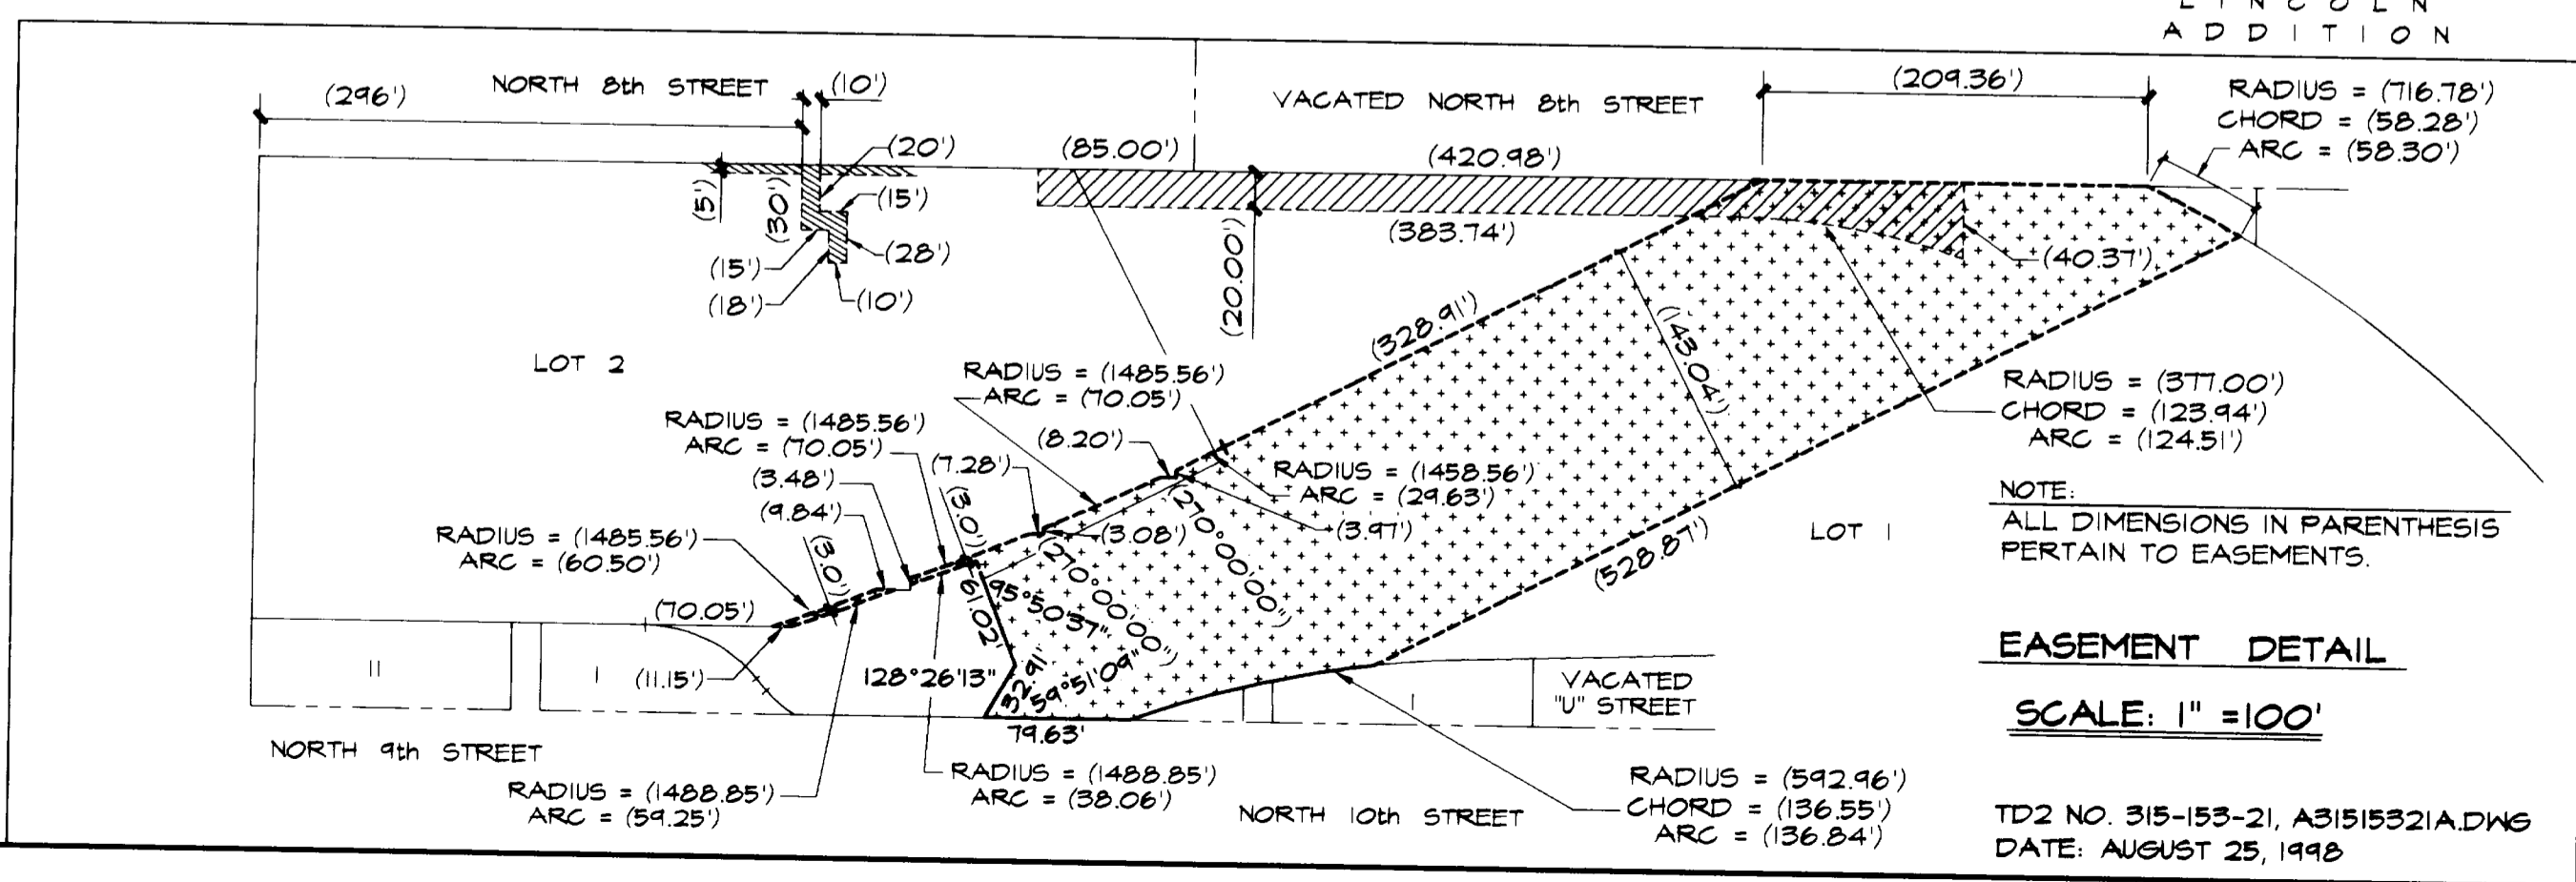 LINCOLN
ADDITION
(296')
NORTH 8th STREET
(10')
VACATED NORTH 8th STREET
(209.36')
RADIUS = (716.78')
CHORD = (58.28')
ARC = (58.30')
(20')
(85.00')
(420.98')
(5')
(30')
(15')
(28')
(15')
(18')
(10')
(20.00')
(383.74')
(40.37')
LOT 2
(328.91')
(143.04')
RADIUS = (1485.56')
ARC = (70.05')
RADIUS = (377.00')
CHORD = (123.94')
ARC = (124.51')
RADIUS = (1485.56')
ARC = (70.05')
(8.20')
(7.28')
(3.48')
(9.84')
(3.0')
RADIUS = (1458.56')
ARC = (29.63')
(270°00'00")
(3.97')
(3.08')
(270°00'00")
RADIUS = (1485.56')
ARC = (60.50')
(3.0')
NOTE:
ALL DIMENSIONS IN PARENTHESIS
PERTAIN TO EASEMENTS.
LOT 1
(528.87')
(70.05')
61.02'
95°50'37"
II
I
(11.15')
128°26'13"
32.91'
59°51'09"
79.63'
I
VACATED
"U" STREET
EASEMENT DETAIL
SCALE: 1" =100'
NORTH 9th STREET
RADIUS = (1488.85')
ARC = (59.25')
RADIUS = (1488.85')
ARC = (38.06')
NORTH 10th STREET
RADIUS = (592.96')
CHORD = (136.55')
ARC = (136.84')
TD2 NO. 315-153-21, A31515321A.DWG
DATE: AUGUST 25, 1998